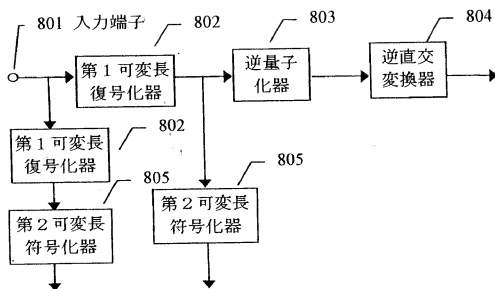 801 入力端子
802
803
804
第1可変長
復号化器
逆量子
化器
逆直交
変換器
802
第1可変長
復号化器
805
第2可変長
符号化器
805
第2可変長
符号化器